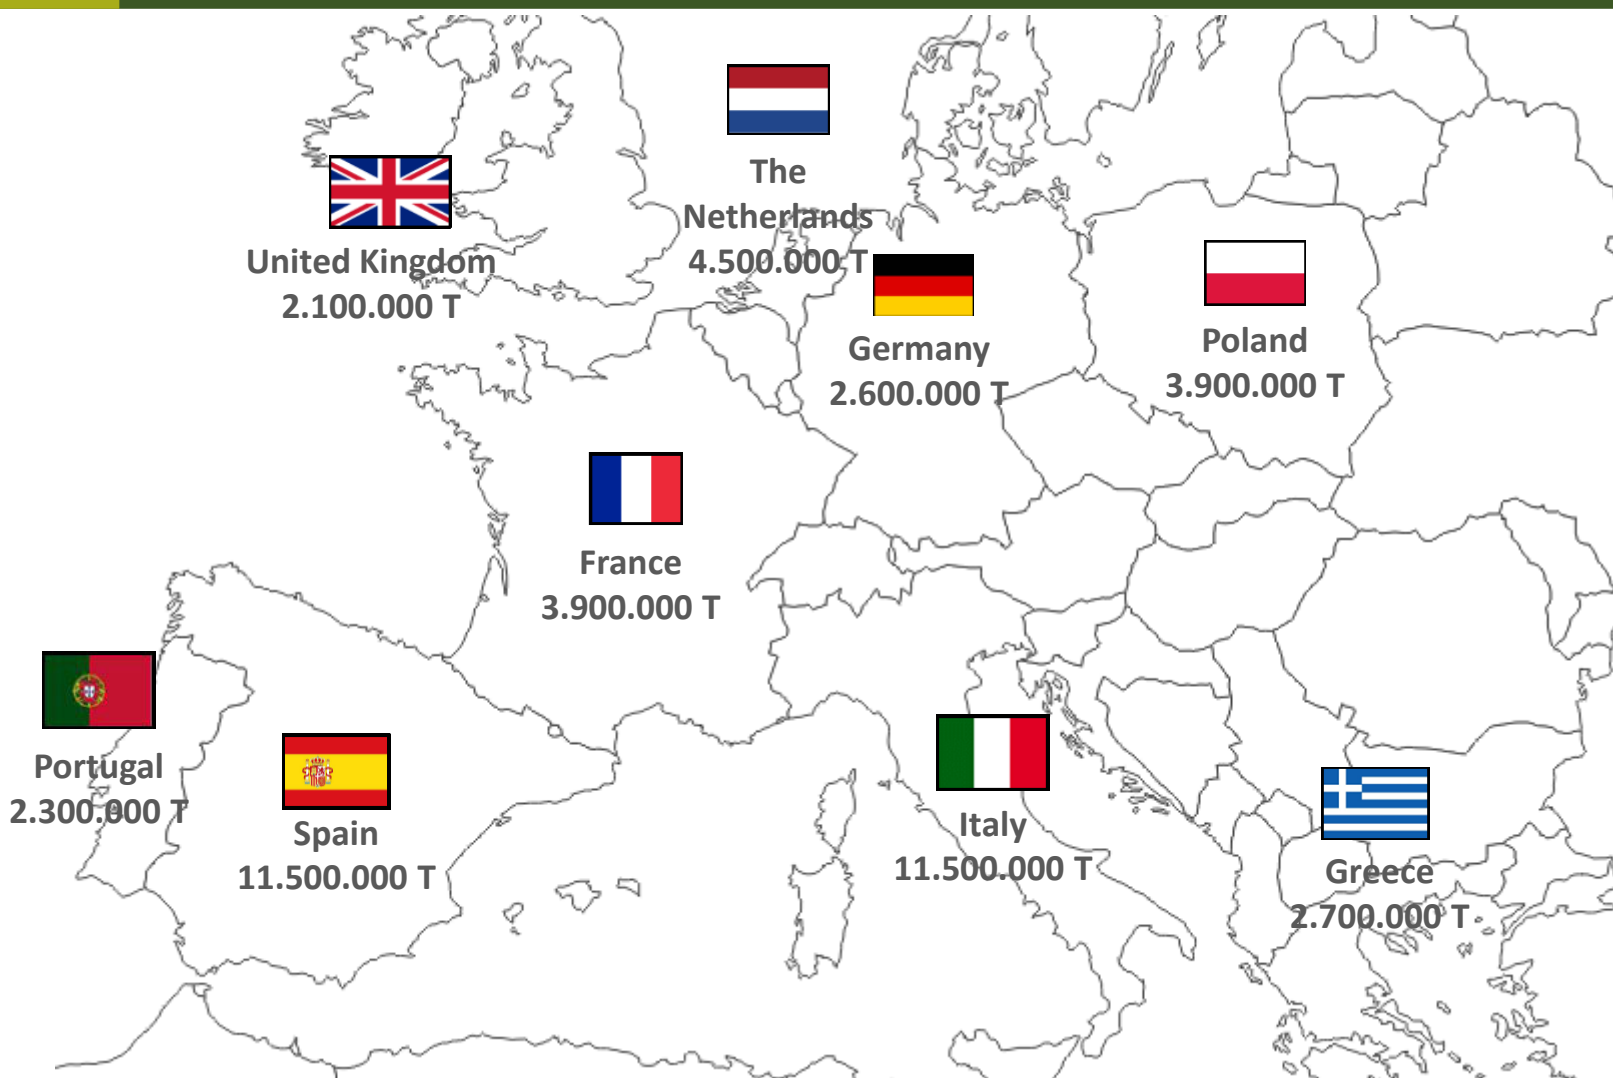 The
Netherlands
4.500.000 T
United Kingdom
2.100.000 T
Germany
2.600.000 T
Poland
3.900.000 T
France
3.900.000 T
Portugal
2.300.000 T
Spain
11.500.000 T
Italy
11.500.000 T
Greece
2.700.000 T